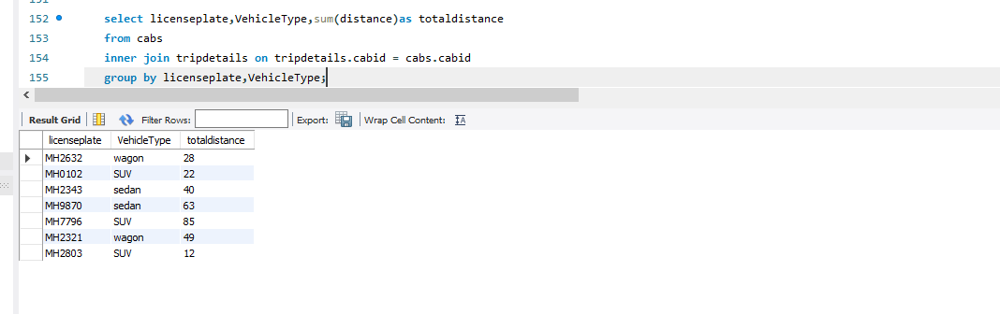 152 select licenseplate,VehicleType,sum(distance)as totaldistance
153 from cabs
154 inner join tripdetails on tripdetails.cabid = cabs.cabid
155 group by licenseplate,VehicleType;
Result Grid Filter Rows: Export: Wrap Cell Content: IA
licenseplate VehicleType totaldistance
MH2632 wagon 28
MH0102 SUV 22
MH2343 sedan 40
MH9870 sedan 63
MH7796 SUV 85
MH2321 wagon 49
MH2803 SUV 12